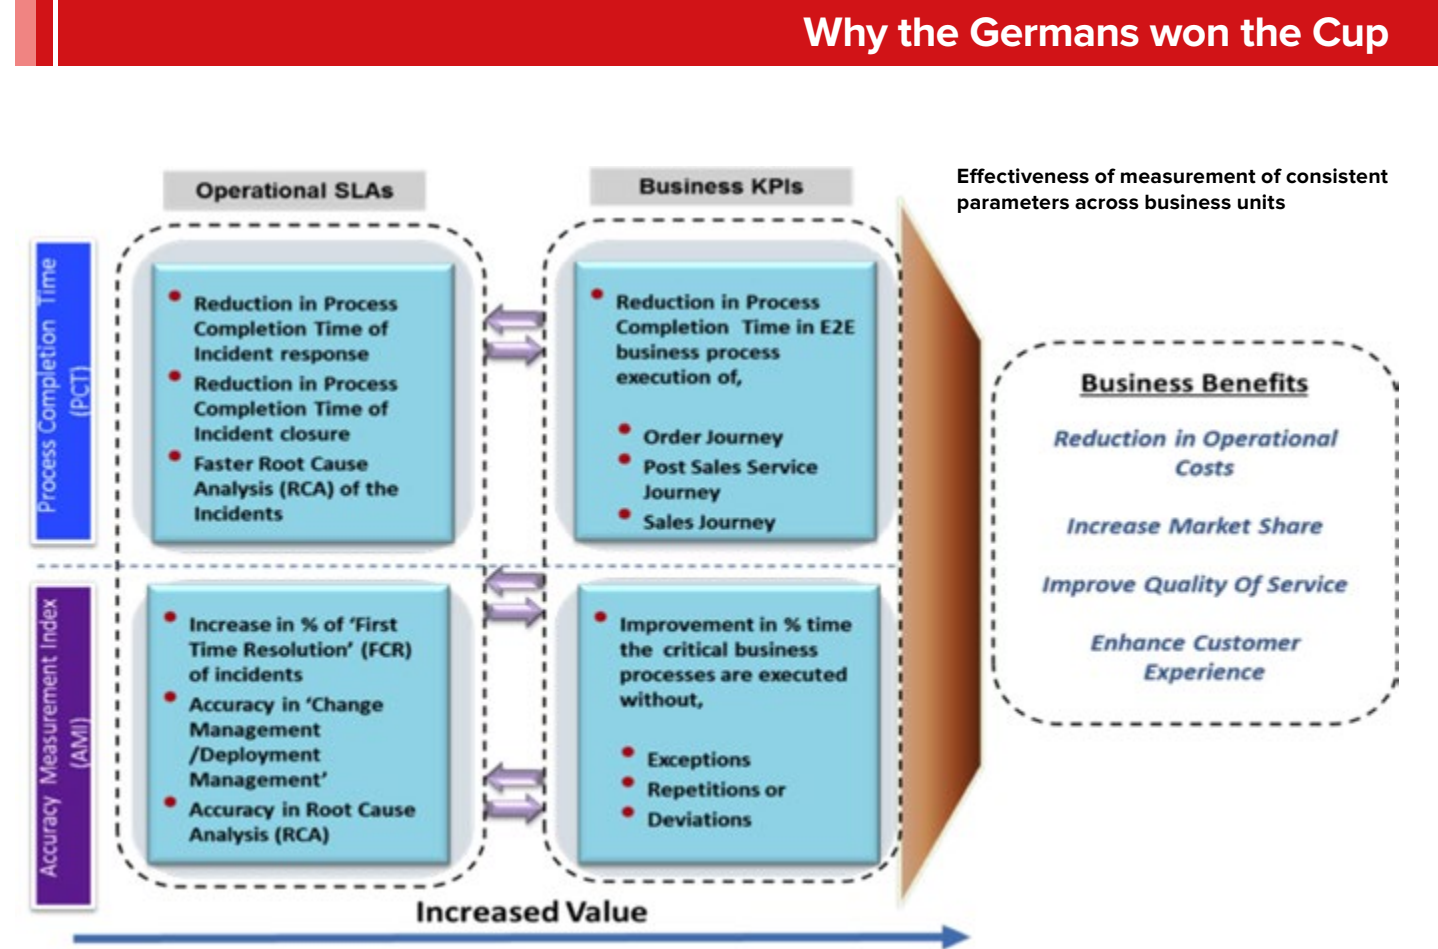 Why the Germans won the Cup
Effectiveness of measurement of consistent
parameters across business units
Operational SLAs
Business KPIs
Process Completion Time
(PCT)
Reduction in Process
Completion Time of
Incident response
Reduction in Process
Completion Time of
Incident closure
Faster Root Cause
Analysis (RCA) of the
Incidents
Reduction in Process
Completion Time in E2E
business process
execution of,
Order Journey
Post Sales Service
Journey
Sales Journey
Accuracy Measurement Index
(AMI)
Increase in % of ‘First
Time Resolution’ (FCR)
of incidents
Accuracy in ‘Change
Management
/Deployment
Management’
Accuracy in Root Cause
Analysis (RCA)
Improvement in % time
the critical business
processes are executed
without,
Exceptions
Repetitions or
Deviations
Business Benefits
Reduction in Operational
Costs
Increase Market Share
Improve Quality Of Service
Enhance Customer
Experience
Increased Value